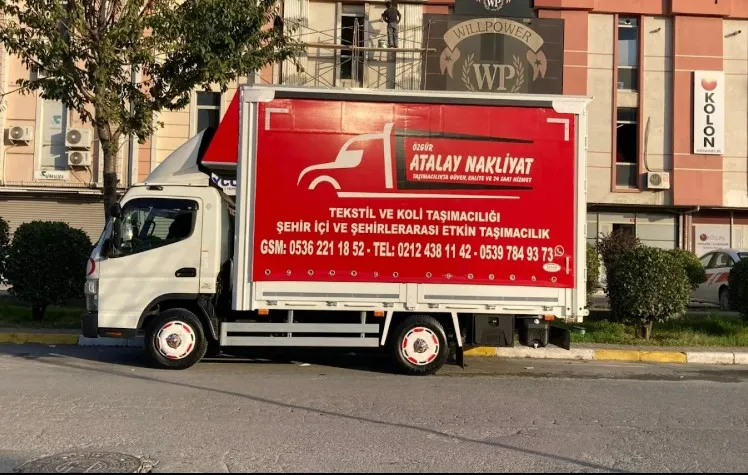 WILLPOWER
WP
KOLON
ÖZGÜR
ATALAY NAKLİYAT
TAŞIMACILIKTA GÜVEN, KALİTE VE 24 SAAT HİZMET
TEKSTİL VE KOLİ TAŞIMACILIĞI
ŞEHİR İÇİ VE ŞEHİRLERARASI ETKİN TAŞIMACILIK
GSM: 0536 221 18 52 - TEL: 0212 438 11 42 - 0539 784 93 73